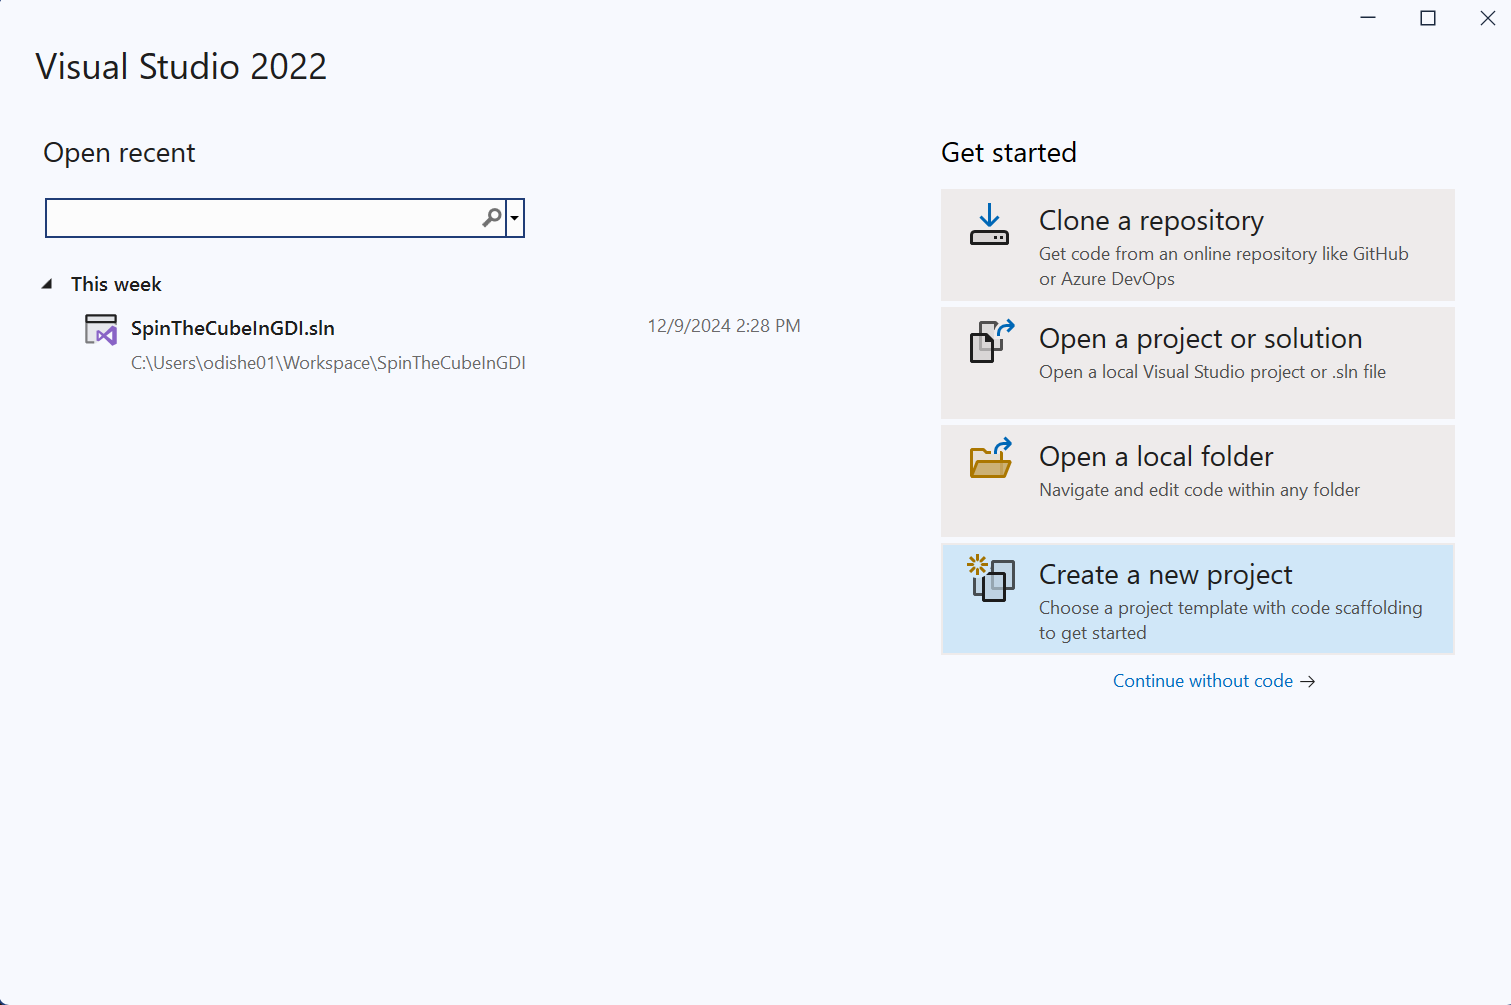 Visual Studio 2022
Open recent
This week
SpinTheCubeInGDI.sln
12/9/2024 2:28 PM
C:\Users\odishe01\Workspace\SpinTheCubeInGDI
Get started
Clone a repository
Get code from an online repository like GitHub
or Azure DevOps
Open a project or solution
Open a local Visual Studio project or .sln file
Open a local folder
Navigate and edit code within any folder
Create a new project
Choose a project template with code scaffolding
to get started
Continue without code →